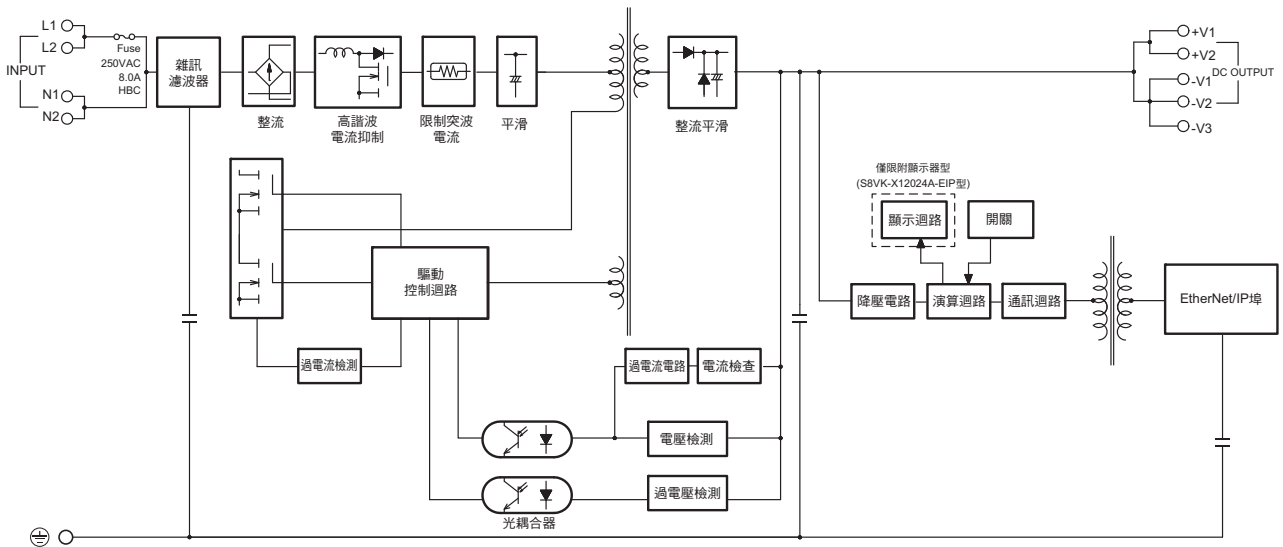 L1
L2
INPUT
N1
N2
Fuse
250VAC
8.0A
HBC
雜訊
濾波器
整流
高諧波
電流抑制
限制突波
電流
平滑
整流平滑
+V1
+V2
DC OUTPUT
-V1
-V2
-V3
僅限附顯示器型
(S8VK-X12024A-EIP型)
顯示迴路
開關
驅動
控制迴路
降壓電路
演算迴路
通訊迴路
EtherNet/IP埠
過電流檢測
過電流電路
電流檢查
電壓檢測
過電壓檢測
光耦合器